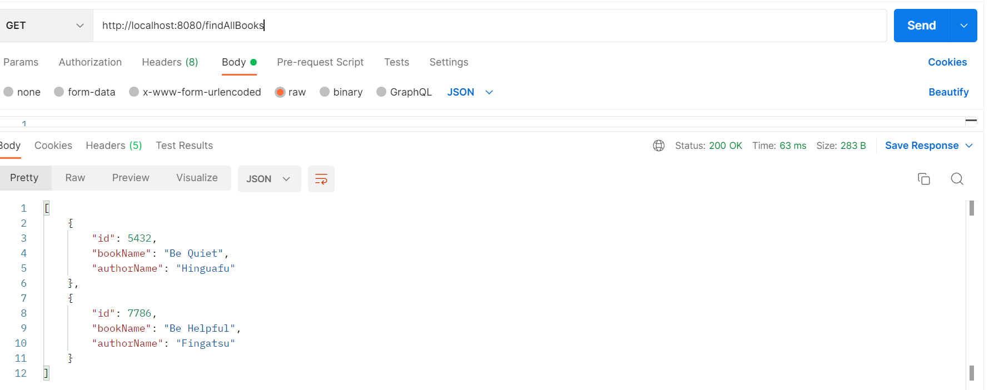 GET http://localhost:8080/findAllBooks Send
Params Authorization Headers (8) Body Pre-request Script Tests Settings Cookies
none form-data x-www-form-urlencoded raw binary GraphQL JSON Beautify
1
Body Cookies Headers (5) Test Results Status: 200 OK Time: 63 ms Size: 283 B Save Response
Pretty Raw Preview Visualize JSON
1 [
2 {
3 "id": 5432,
4 "bookName": "Be Quiet",
5 "authorName": "Hinguafu"
6 },
7 {
8 "id": 7786,
9 "bookName": "Be Helpful",
10 "authorName": "Fingatsu"
11 }
12 ]